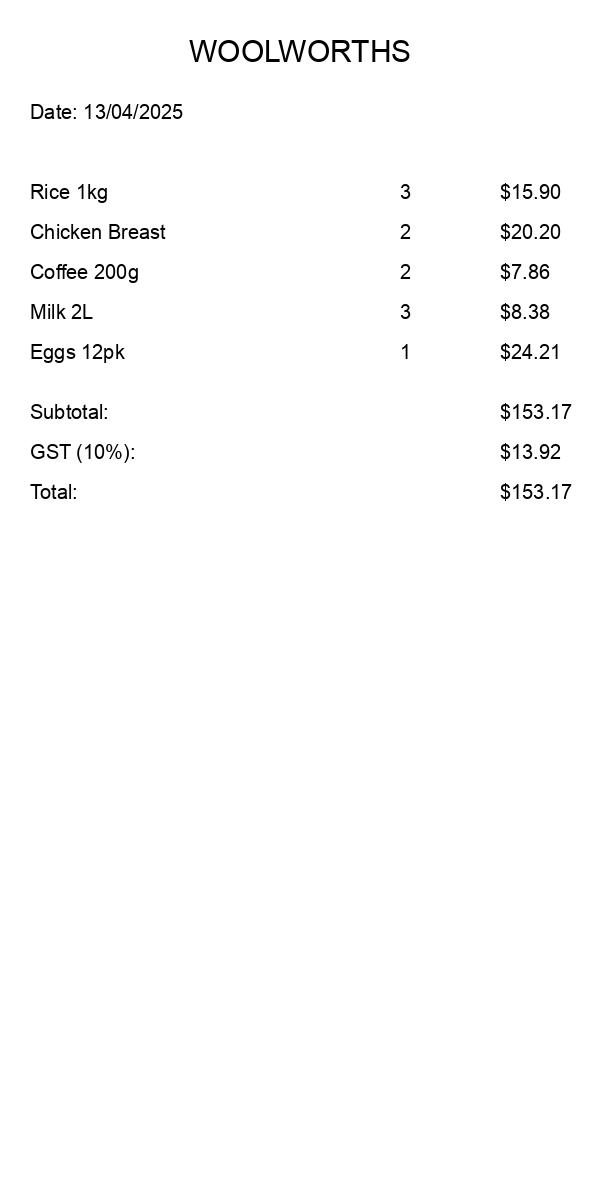 WOOLWORTHS
Date: 13/04/2025
Rice 1kg 3 $15.90
Chicken Breast 2 $20.20
Coffee 200g 2 $7.86
Milk 2L 3 $8.38
Eggs 12pk 1 $24.21
Subtotal: $153.17
GST (10%): $13.92
Total: $153.17